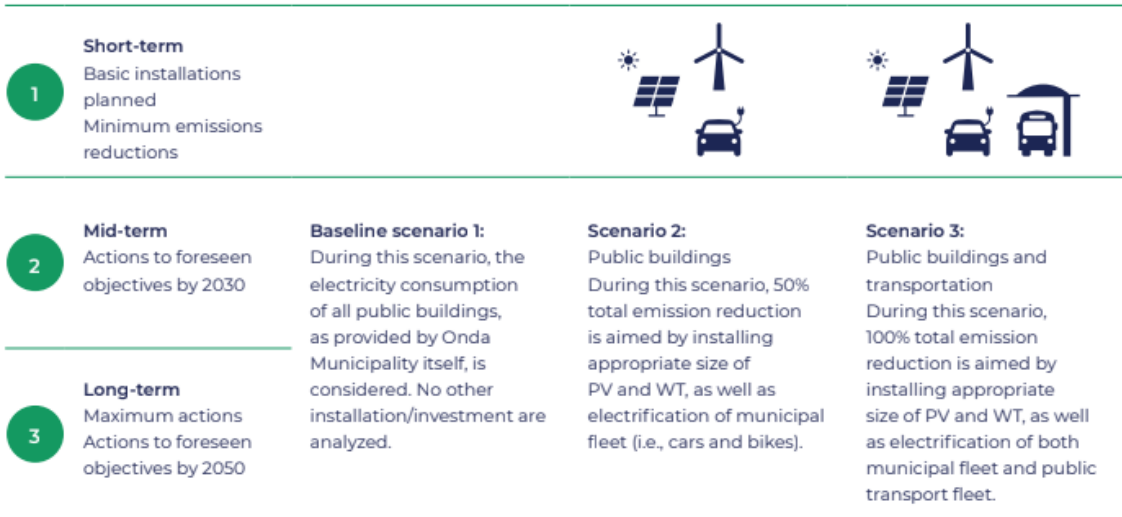 1
Short-term
Basic installations
planned
Minimum emissions
reductions
2
Mid-term
Actions to foreseen
objectives by 2030
3
Long-term
Maximum actions
Actions to foreseen
objectives by 2050
Baseline scenario 1:
During this scenario, the
electricity consumption
of all public buildings,
as provided by Onda
Municipality itself, is
considered. No other
installation/investment are
analyzed.
Scenario 2:
Public buildings
During this scenario, 50%
total emission reduction
is aimed by installing
appropriate size of
PV and WT, as well as
electrification of municipal
fleet (i.e., cars and bikes).
Scenario 3:
Public buildings and
transportation
During this scenario,
100% total emission
reduction is aimed by
installing appropriate
size of PV and WT, as well
as electrification of both
municipal fleet and public
transport fleet.